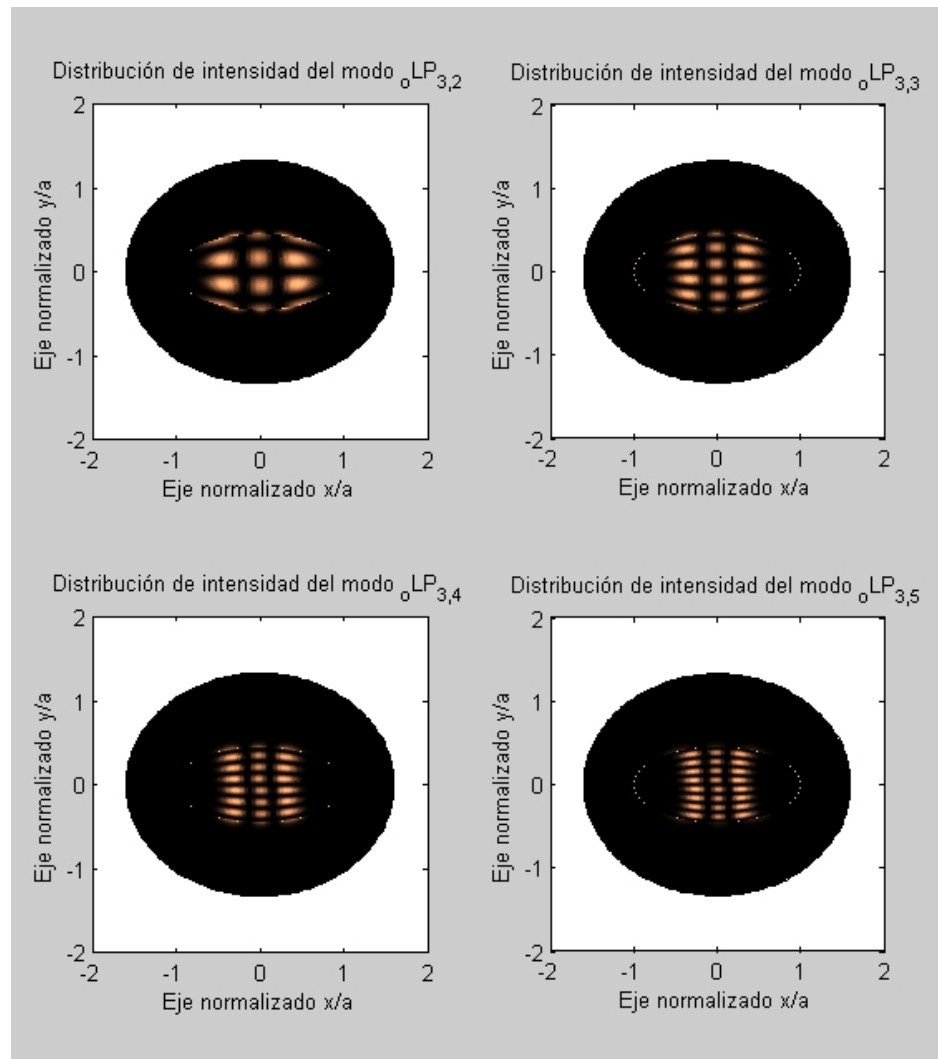 Distribución de intensidad del modo ₒLP₃,₂
2
1
0
-1
-2
Eje normalizado y/a
-2 -1 0 1 2
Eje normalizado x/a
Distribución de intensidad del modo ₒLP₃,₃
2
1
0
-1
-2
Eje normalizado y/a
-2 -1 0 1 2
Eje normalizado x/a
Distribución de intensidad del modo ₒLP₃,₄
2
1
0
-1
-2
Eje normalizado y/a
-2 -1 0 1 2
Eje normalizado x/a
Distribución de intensidad del modo ₒLP₃,₅
2
1
0
-1
-2
Eje normalizado y/a
-2 -1 0 1 2
Eje normalizado x/a